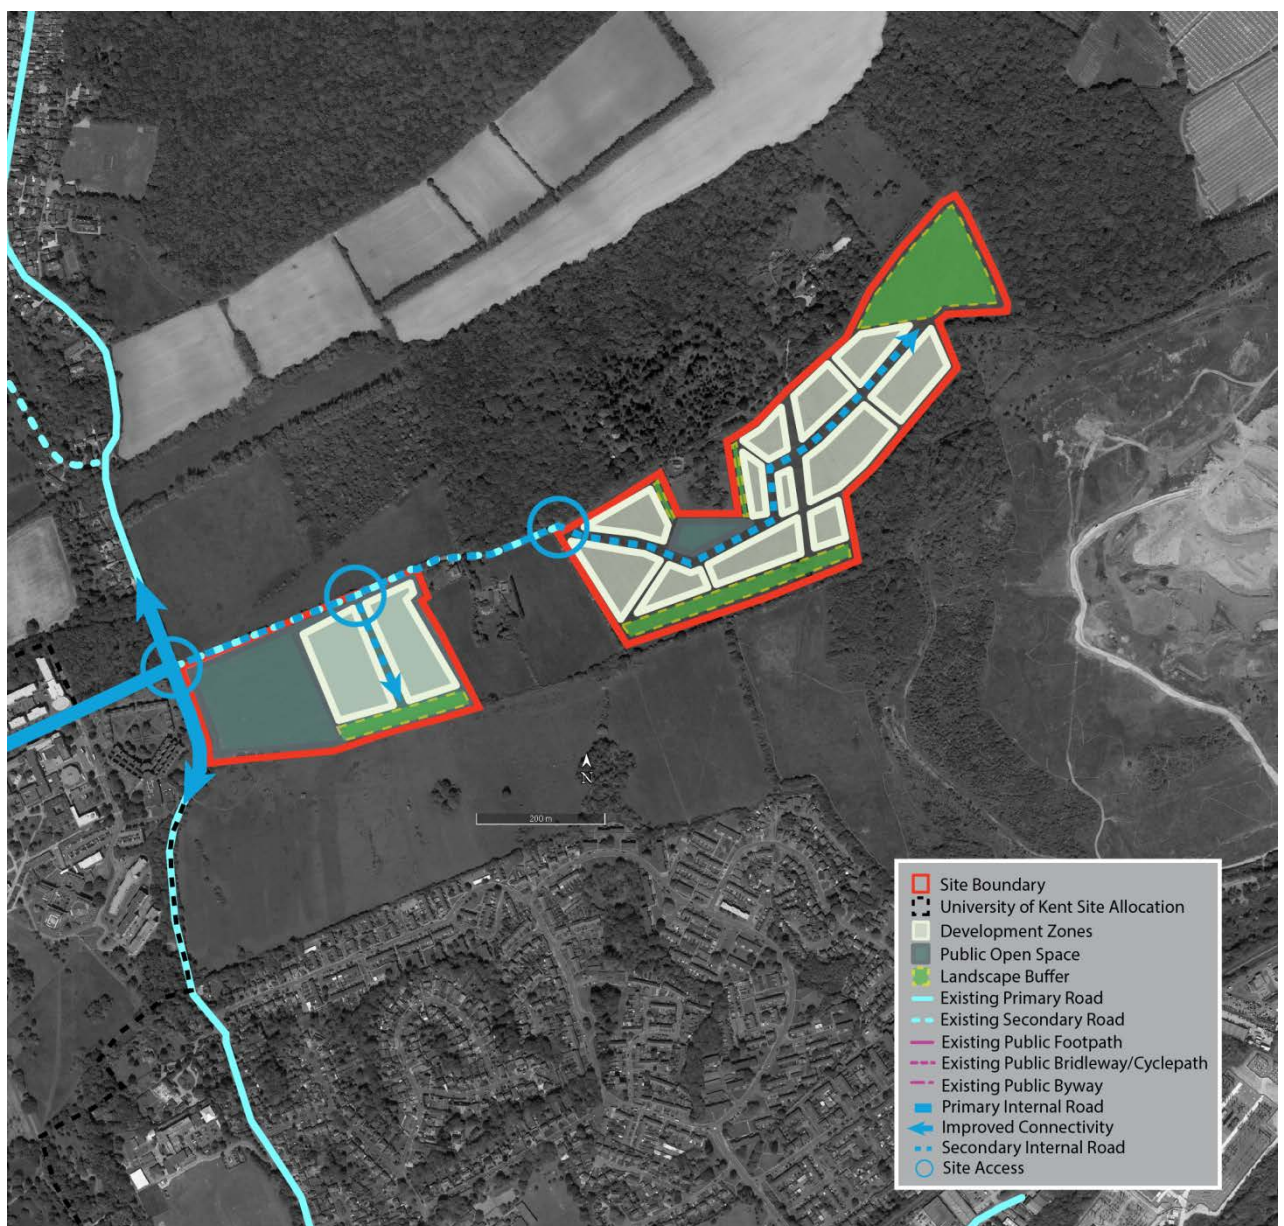 N
200 m
Site Boundary
University of Kent Site Allocation
Development Zones
Public Open Space
Landscape Buffer
Existing Primary Road
Existing Secondary Road
Existing Public Footpath
Existing Public Bridleway/Cyclepath
Existing Public Byway
Primary Internal Road
Improved Connectivity
Secondary Internal Road
Site Access